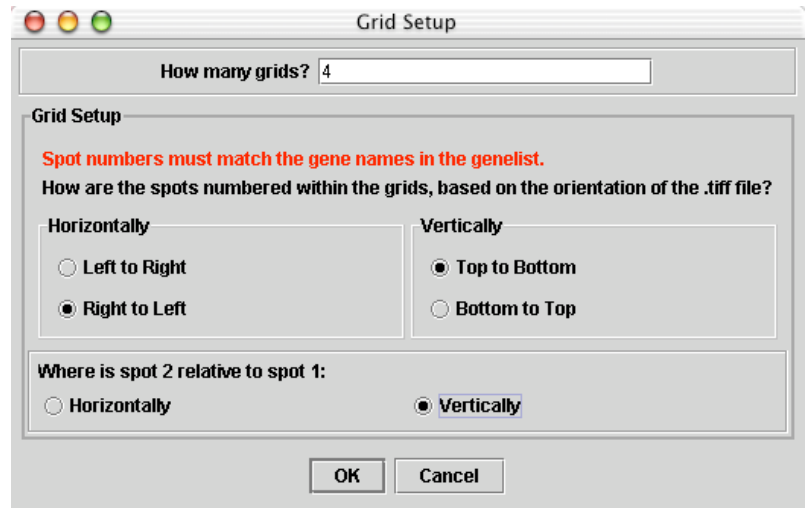 Grid Setup
How many grids? 4
Grid Setup
Spot numbers must match the gene names in the genelist.
How are the spots numbered within the grids, based on the orientation of the .tiff file?
Horizontally
Left to Right
Right to Left
Vertically
Top to Bottom
Bottom to Top
Where is spot 2 relative to spot 1:
Horizontally
Vertically
OK
Cancel